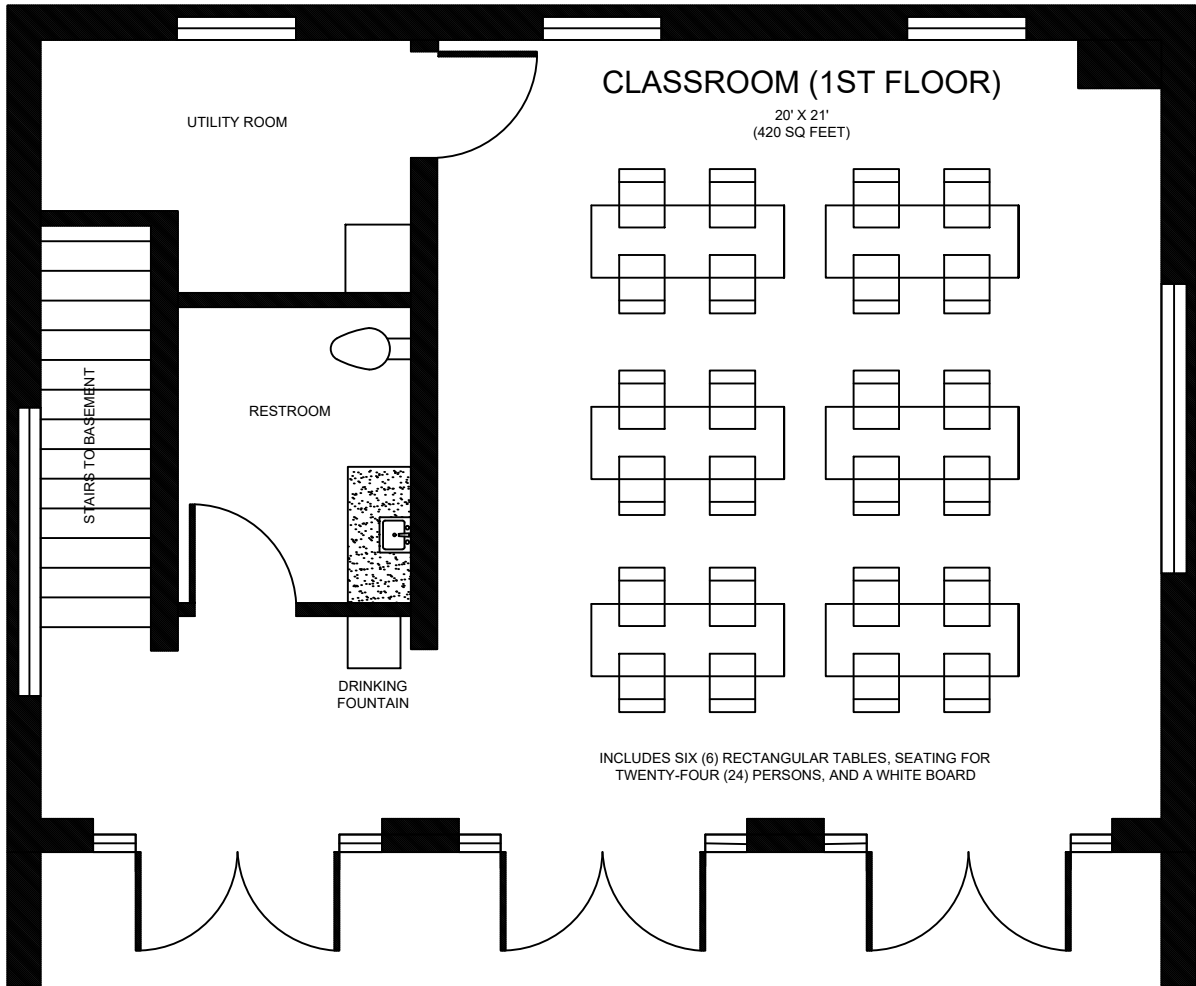 CLASSROOM (1ST FLOOR)
20' X 21'
(420 SQ FEET)
UTILITY ROOM
STAIRS TO BASEMENT
RESTROOM
DRINKING
FOUNTAIN
INCLUDES SIX (6) RECTANGULAR TABLES, SEATING FOR
TWENTY-FOUR (24) PERSONS, AND A WHITE BOARD